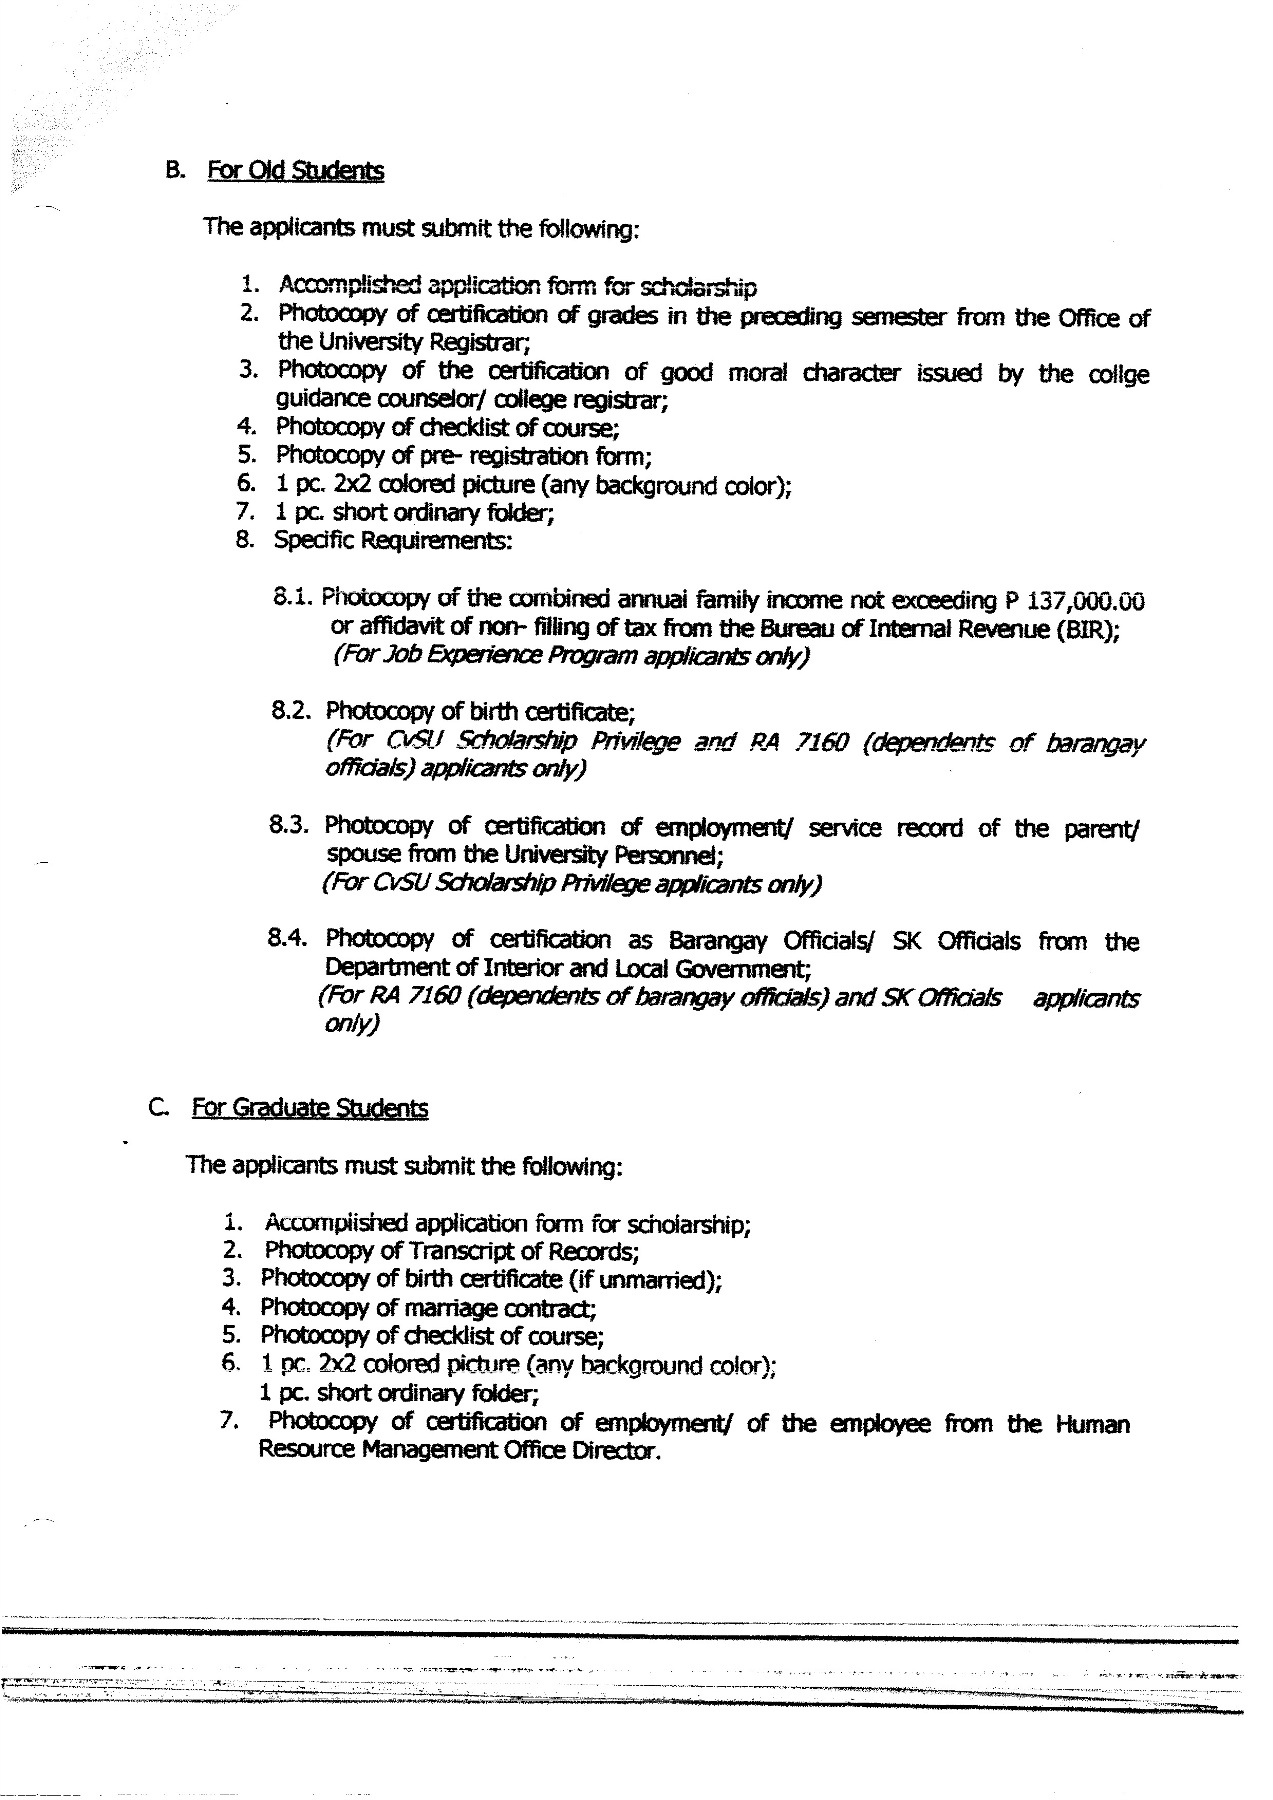 B. For Old Students
The applicants must submit the following:
1. Accomplished application form for scholarship
2. Photocopy of certification of grades in the preceding semester from the Office of
the University Registrar;
3. Photocopy of the certification of good moral character issued by the collge
guidance counselor/ college registrar;
4. Photocopy of checklist of course;
5. Photocopy of pre- registration form;
6. 1 pc. 2x2 colored picture (any background color);
7. 1 pc. short ordinary folder;
8. Specific Requirements:
8.1. Photocopy of the combined annual family income not exceeding P 137,000.00
or affidavit of non- filling of tax from the Bureau of Internal Revenue (BIR);
(For Job Experience Program applicants only)
8.2. Photocopy of birth certificate;
(For CvSU Scholarship Privilege and RA 7160 (dependents of barangay
officials) applicants only)
8.3. Photocopy of certification of employment/ service record of the parent/
spouse from the University Personnel;
(For CvSU Scholarship Privilege applicants only)
8.4. Photocopy of certification as Barangay Officials/ SK Officials from the
Department of Interior and Local Government;
(For RA 7160 (dependents of barangay officials) and SK Officials applicants
only)
C. For Graduate Students
The applicants must submit the following:
1. Accomplished application form for scholarship;
2. Photocopy of Transcript of Records;
3. Photocopy of birth certificate (if unmarried);
4. Photocopy of marriage contract;
5. Photocopy of checklist of course;
6. 1 pc. 2x2 colored picture (any background color);
1 pc. short ordinary folder;
7. Photocopy of certification of employment/ of the employee from the Human
Resource Management Office Director.